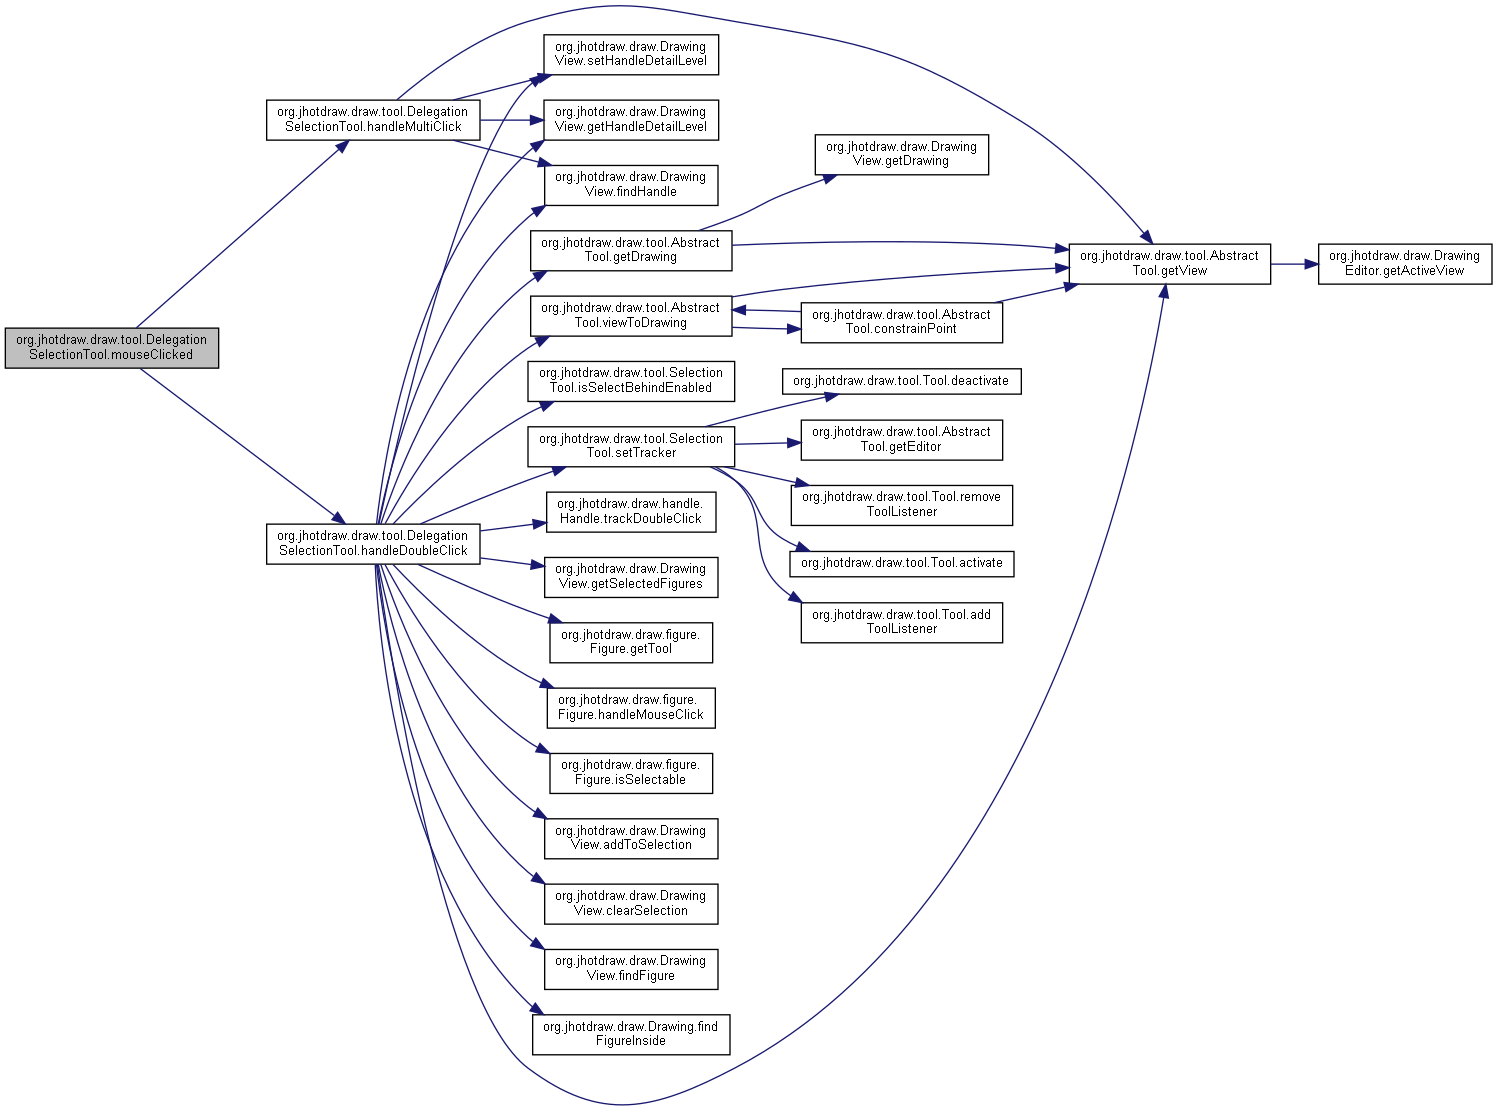 org.jhotdraw.draw.tool.Delegation
SelectionTool.mouseClicked
org.jhotdraw.draw.tool.Delegation
SelectionTool.handleMultiClick
org.jhotdraw.draw.tool.Delegation
SelectionTool.handleDoubleClick
org.jhotdraw.draw.Drawing
View.setHandleDetailLevel
org.jhotdraw.draw.Drawing
View.getHandleDetailLevel
org.jhotdraw.draw.Drawing
View.findHandle
org.jhotdraw.draw.tool.Abstract
Tool.getDrawing
org.jhotdraw.draw.tool.Abstract
Tool.viewToDrawing
org.jhotdraw.draw.tool.Selection
Tool.isSelectBehindEnabled
org.jhotdraw.draw.tool.Selection
Tool.setTracker
org.jhotdraw.draw.handle.
Handle.trackDoubleClick
org.jhotdraw.draw.Drawing
View.getSelectedFigures
org.jhotdraw.draw.figure.
Figure.getTool
org.jhotdraw.draw.figure.
Figure.handleMouseClick
org.jhotdraw.draw.figure.
Figure.isSelectable
org.jhotdraw.draw.Drawing
View.addToSelection
org.jhotdraw.draw.Drawing
View.clearSelection
org.jhotdraw.draw.Drawing
View.findFigure
org.jhotdraw.draw.Drawing.find
FigureInside
org.jhotdraw.draw.Drawing
View.getDrawing
org.jhotdraw.draw.tool.Abstract
Tool.constrainPoint
org.jhotdraw.draw.tool.Tool.deactivate
org.jhotdraw.draw.tool.Abstract
Tool.getEditor
org.jhotdraw.draw.tool.Tool.remove
ToolListener
org.jhotdraw.draw.tool.Tool.activate
org.jhotdraw.draw.tool.Tool.add
ToolListener
org.jhotdraw.draw.tool.Abstract
Tool.getView
org.jhotdraw.draw.Drawing
Editor.getActiveView